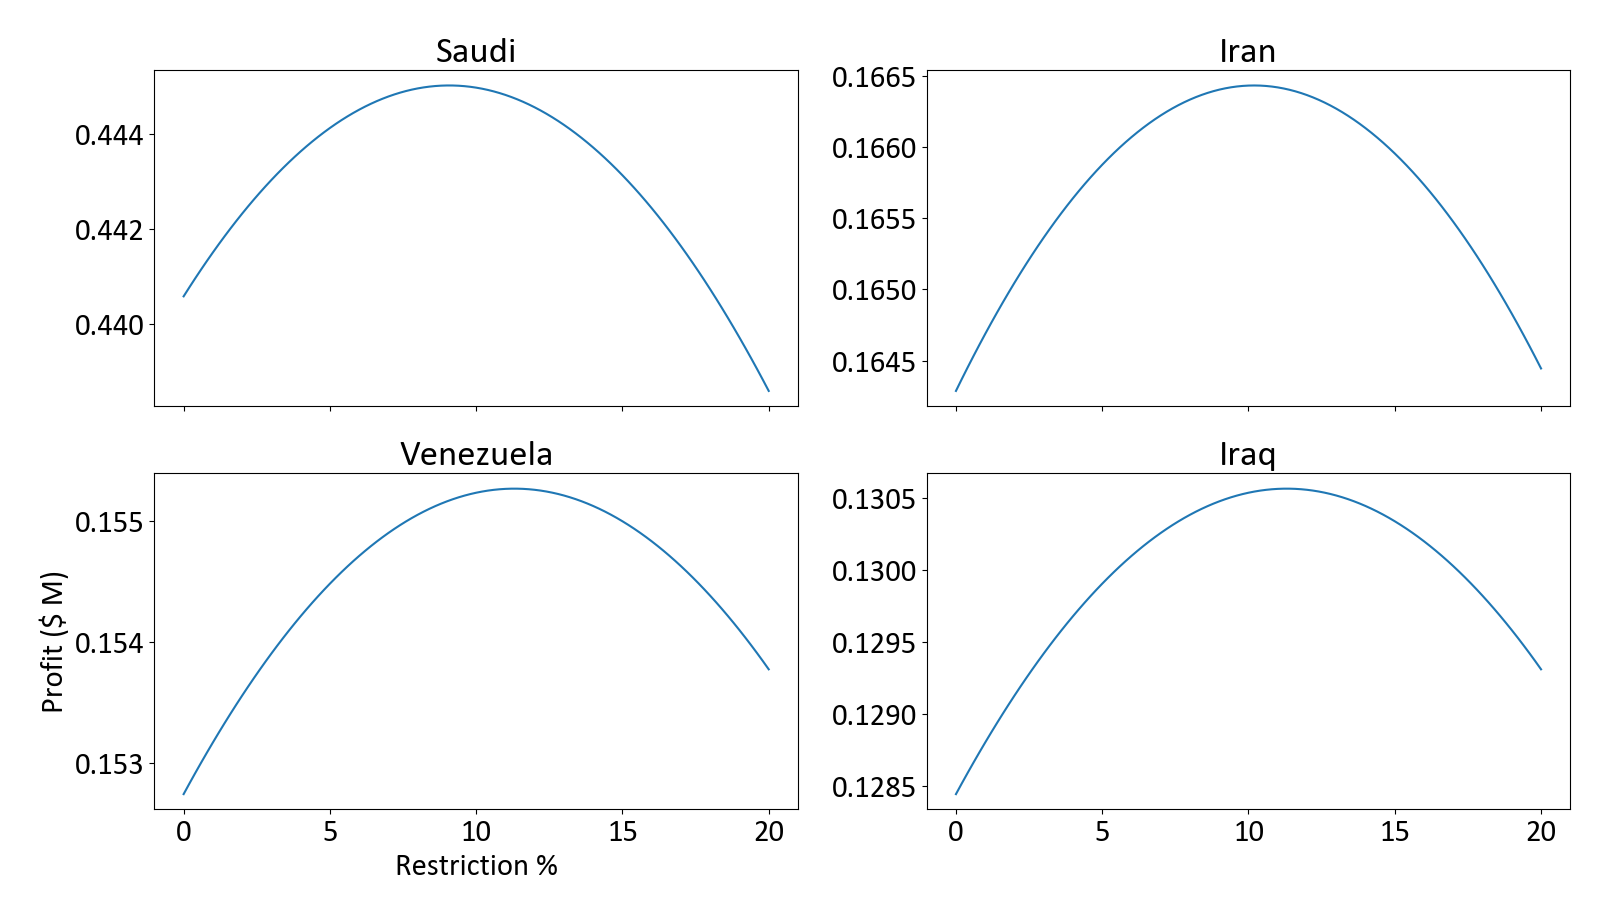 Saudi
0.444
0.442
0.440
Iran
0.1665
0.1660
0.1655
0.1650
0.1645
Venezuela
0.155
0.154
0.153
0 5 10 15 20
Restriction %
Profit ($ M)
Iraq
0.1305
0.1300
0.1295
0.1290
0.1285
0 5 10 15 20